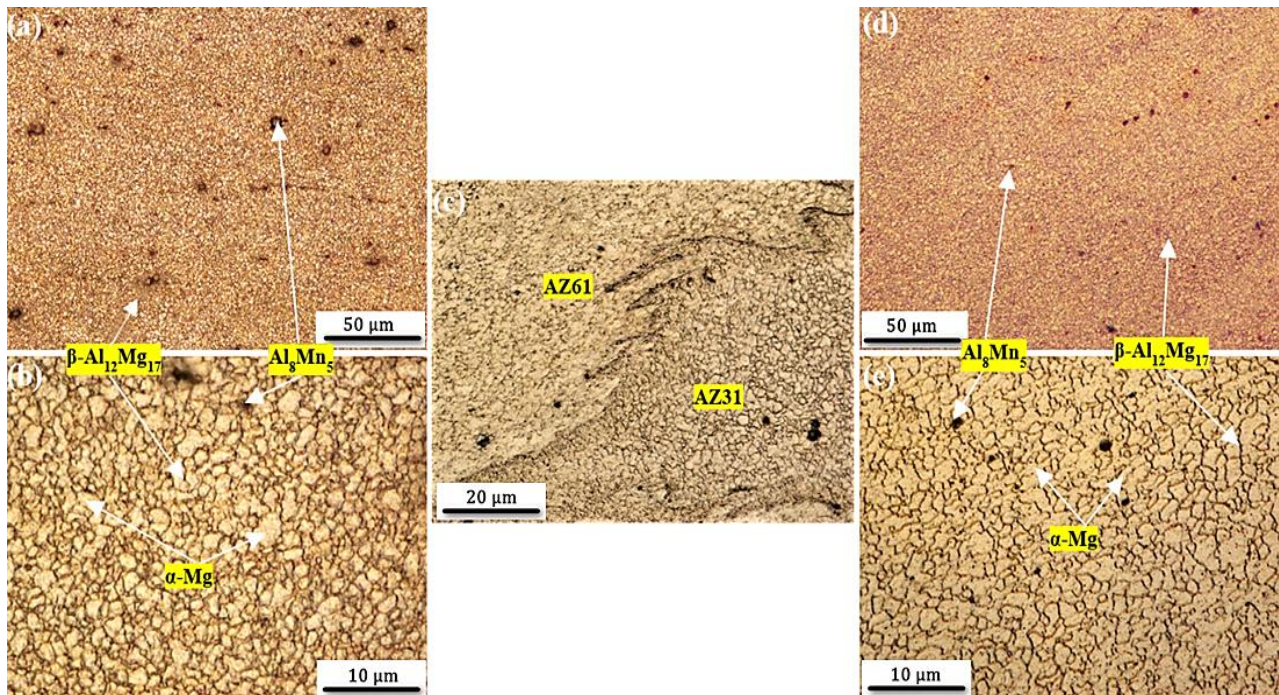 (a)
50 μm
β-Al₁₂Mg₁₇
Al₈Mn₅
(b)
α-Mg
10 μm
(c)
AZ61
AZ31
20 μm
(d)
50 μm
Al₈Mn₅
β-Al₁₂Mg₁₇
(e)
α-Mg
10 μm